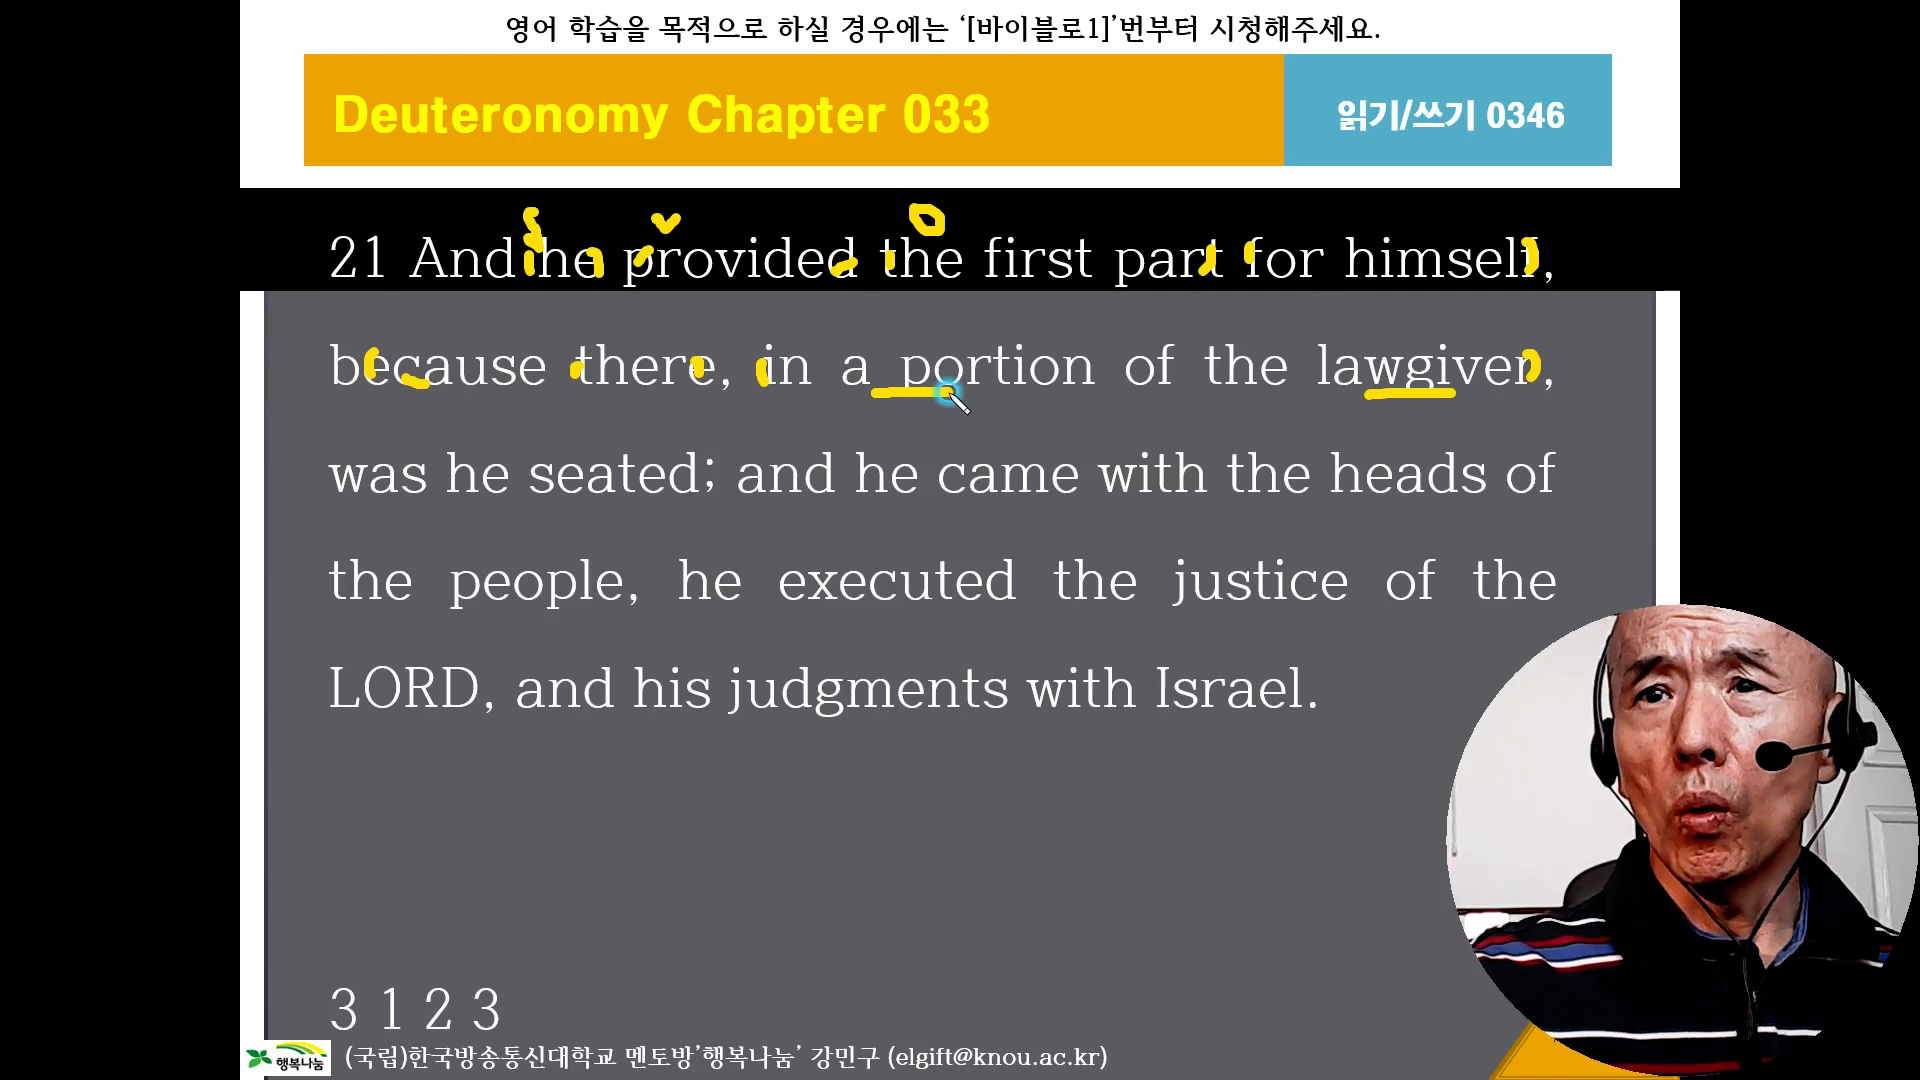 영어 학습을 목적으로 하실 경우에는 ‘[바이블로1]’번부터 시청해주세요.
Deuteronomy Chapter 033
읽기/쓰기 0346
21 And he provided the first part for himself,
because there, in a portion of the lawgiver,
was he seated; and he came with the heads of
the people, he executed the justice of the
LORD, and his judgments with Israel.
3 1 2 3
행복나눔
(국립)한국방송통신대학교 멘토방’행복나눔’ 강민구 (elgift@knou.ac.kr)